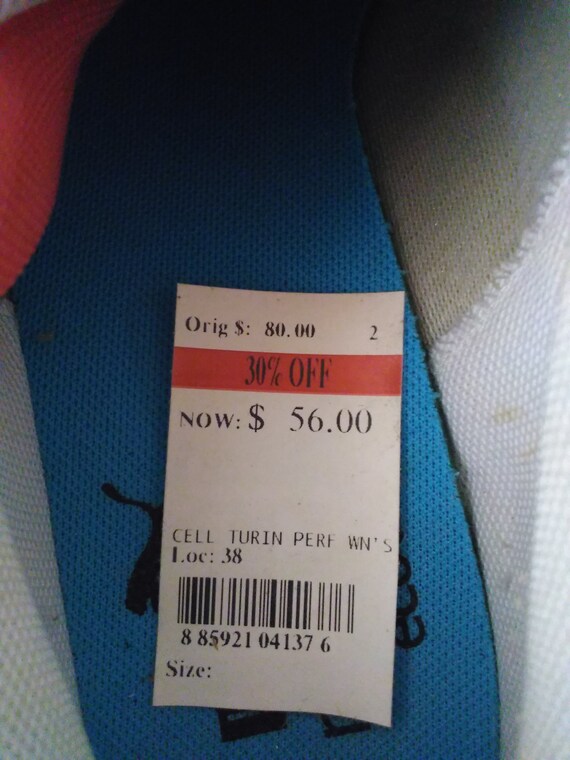 Orig $: 80.00 2
30% OFF
NOW: $ 56.00
CELL TURIN PERF WN'S
Loc: 38
8 85921 04137 6
Size: